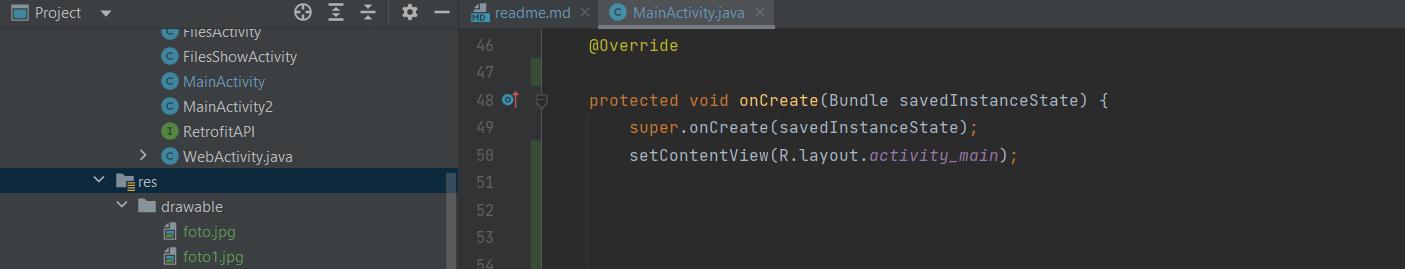 Project
readme.md
MainActivity.java
FilesActivity
FilesShowActivity
MainActivity
MainActivity2
RetrofitAPI
WebActivity.java
res
drawable
foto.jpg
foto1.jpg
46 @Override
47
48 protected void onCreate(Bundle savedInstanceState) {
49 super.onCreate(savedInstanceState);
50 setContentView(R.layout.activity_main);
51
52
53
54